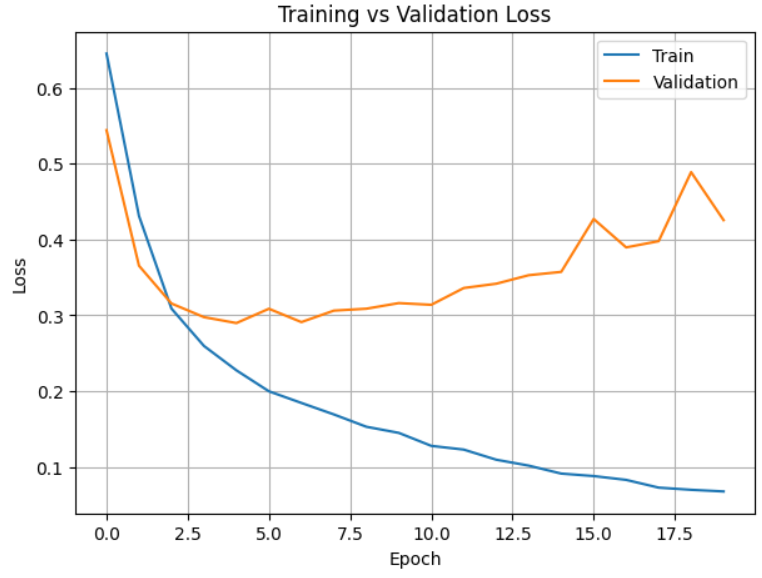 Training vs Validation Loss
Train
Validation
0.6
0.5
0.4
0.3
0.2
0.1
Loss
0.0 2.5 5.0 7.5 10.0 12.5 15.0 17.5
Epoch